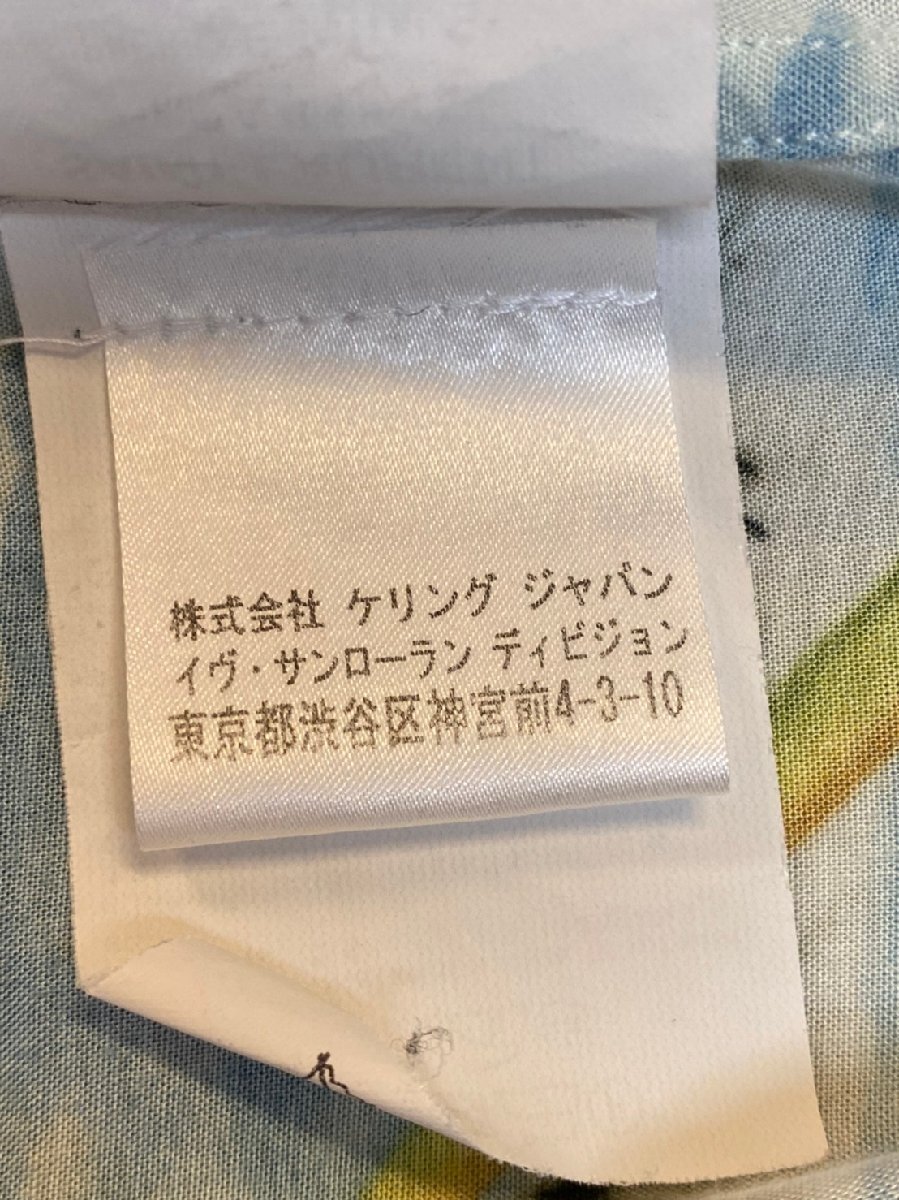 株式会社 ケリング ジャパン
イヴ・サンローラン ディビジョン
東京都渋谷区神宮前4-3-10